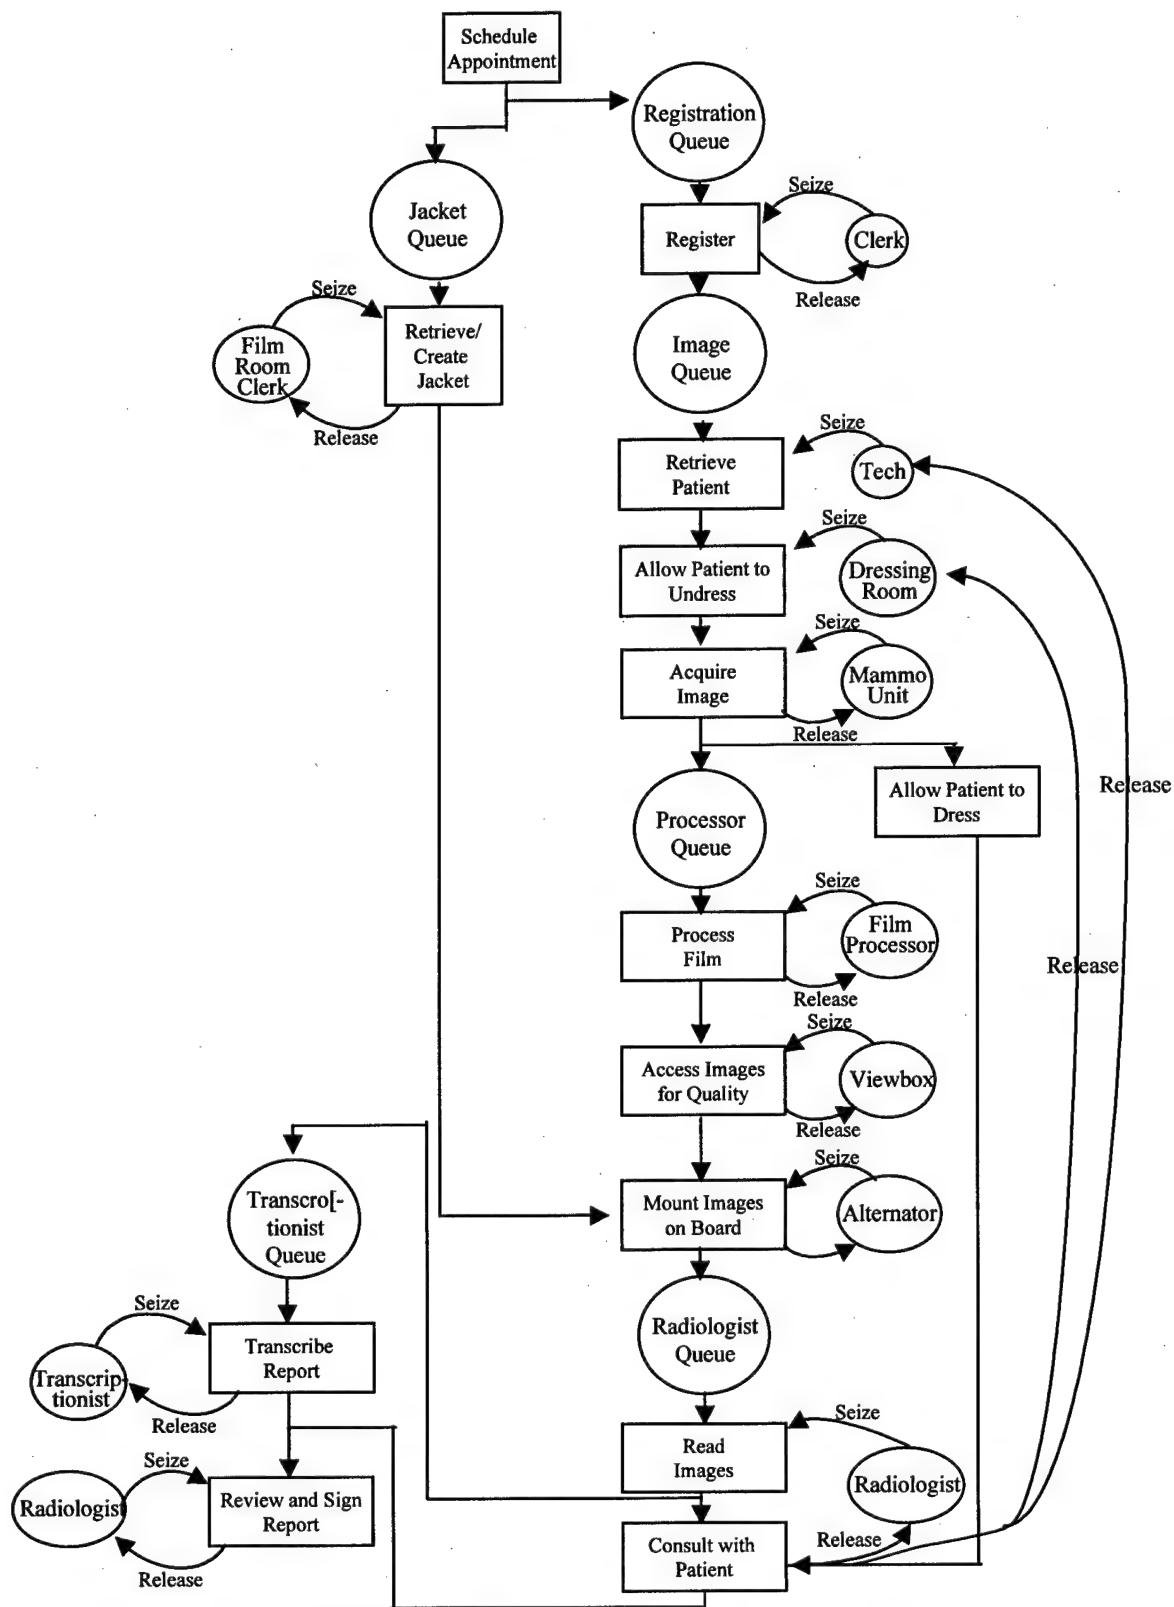 Schedule
Appointment
Registration
Queue
Jacket
Queue
Seize
Register
Clerk
Release
Seize
Film
Room
Clerk
Retrieve/
Create
Jacket
Release
Image
Queue
Seize
Retrieve
Patient
Tech
Seize
Allow Patient to
Undress
Dressing
Room
Seize
Acquire
Image
Mammo
Unit
Release
Processor
Queue
Allow Patient to
Dress
Release
Seize
Process
Film
Film
Processor
Release
Release
Seize
Access Images
for Quality
Viewbox
Release
Seize
Transcro[-
tionist
Queue
Mount Images
on Board
Alternator
Seize
Transcribe
Report
Transcrip-
tionist
Release
Radiologist
Queue
Seize
Read
Images
Radiologist
Seize
Radiologist
Review and Sign
Report
Release
Consult with
Patient
Release